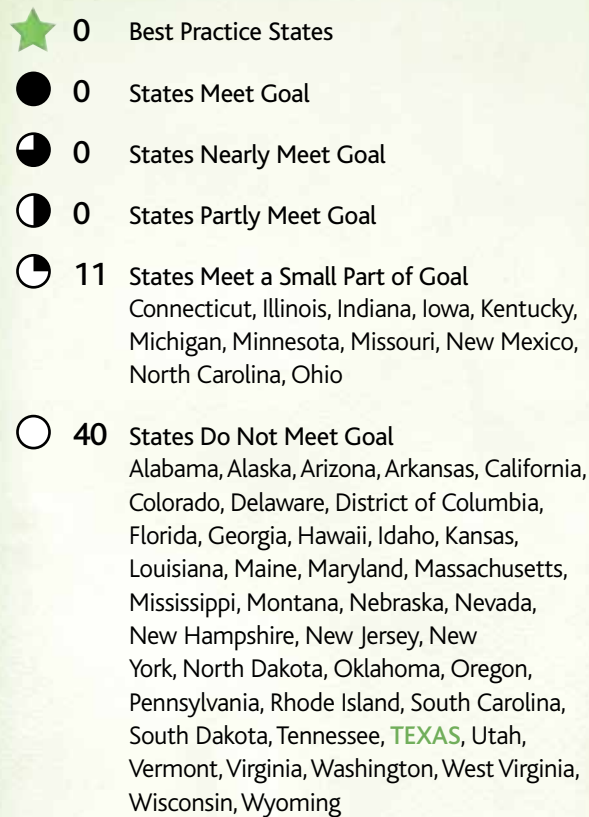 0 Best Practice States
0 States Meet Goal
0 States Nearly Meet Goal
0 States Partly Meet Goal
11 States Meet a Small Part of Goal
Connecticut, Illinois, Indiana, Iowa, Kentucky,
Michigan, Minnesota, Missouri, New Mexico,
North Carolina, Ohio
40 States Do Not Meet Goal
Alabama, Alaska, Arizona, Arkansas, California,
Colorado, Delaware, District of Columbia,
Florida, Georgia, Hawaii, Idaho, Kansas,
Louisiana, Maine, Maryland, Massachusetts,
Mississippi, Montana, Nebraska, Nevada,
New Hampshire, New Jersey, New
York, North Dakota, Oklahoma, Oregon,
Pennsylvania, Rhode Island, South Carolina,
South Dakota, Tennessee, TEXAS, Utah,
Vermont, Virginia, Washington, West Virginia,
Wisconsin, Wyoming